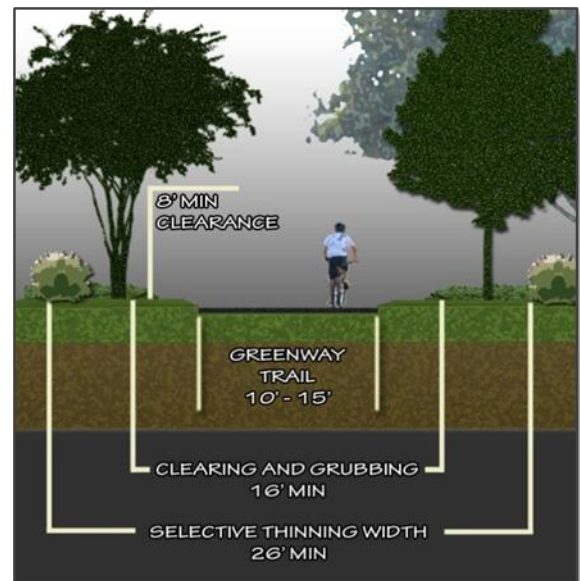 8' MIN
CLEARANCE
GREENWAY
TRAIL
10' - 15'
CLEARING AND GRUBBING
16' MIN
SELECTIVE THINNING WIDTH
26' MIN